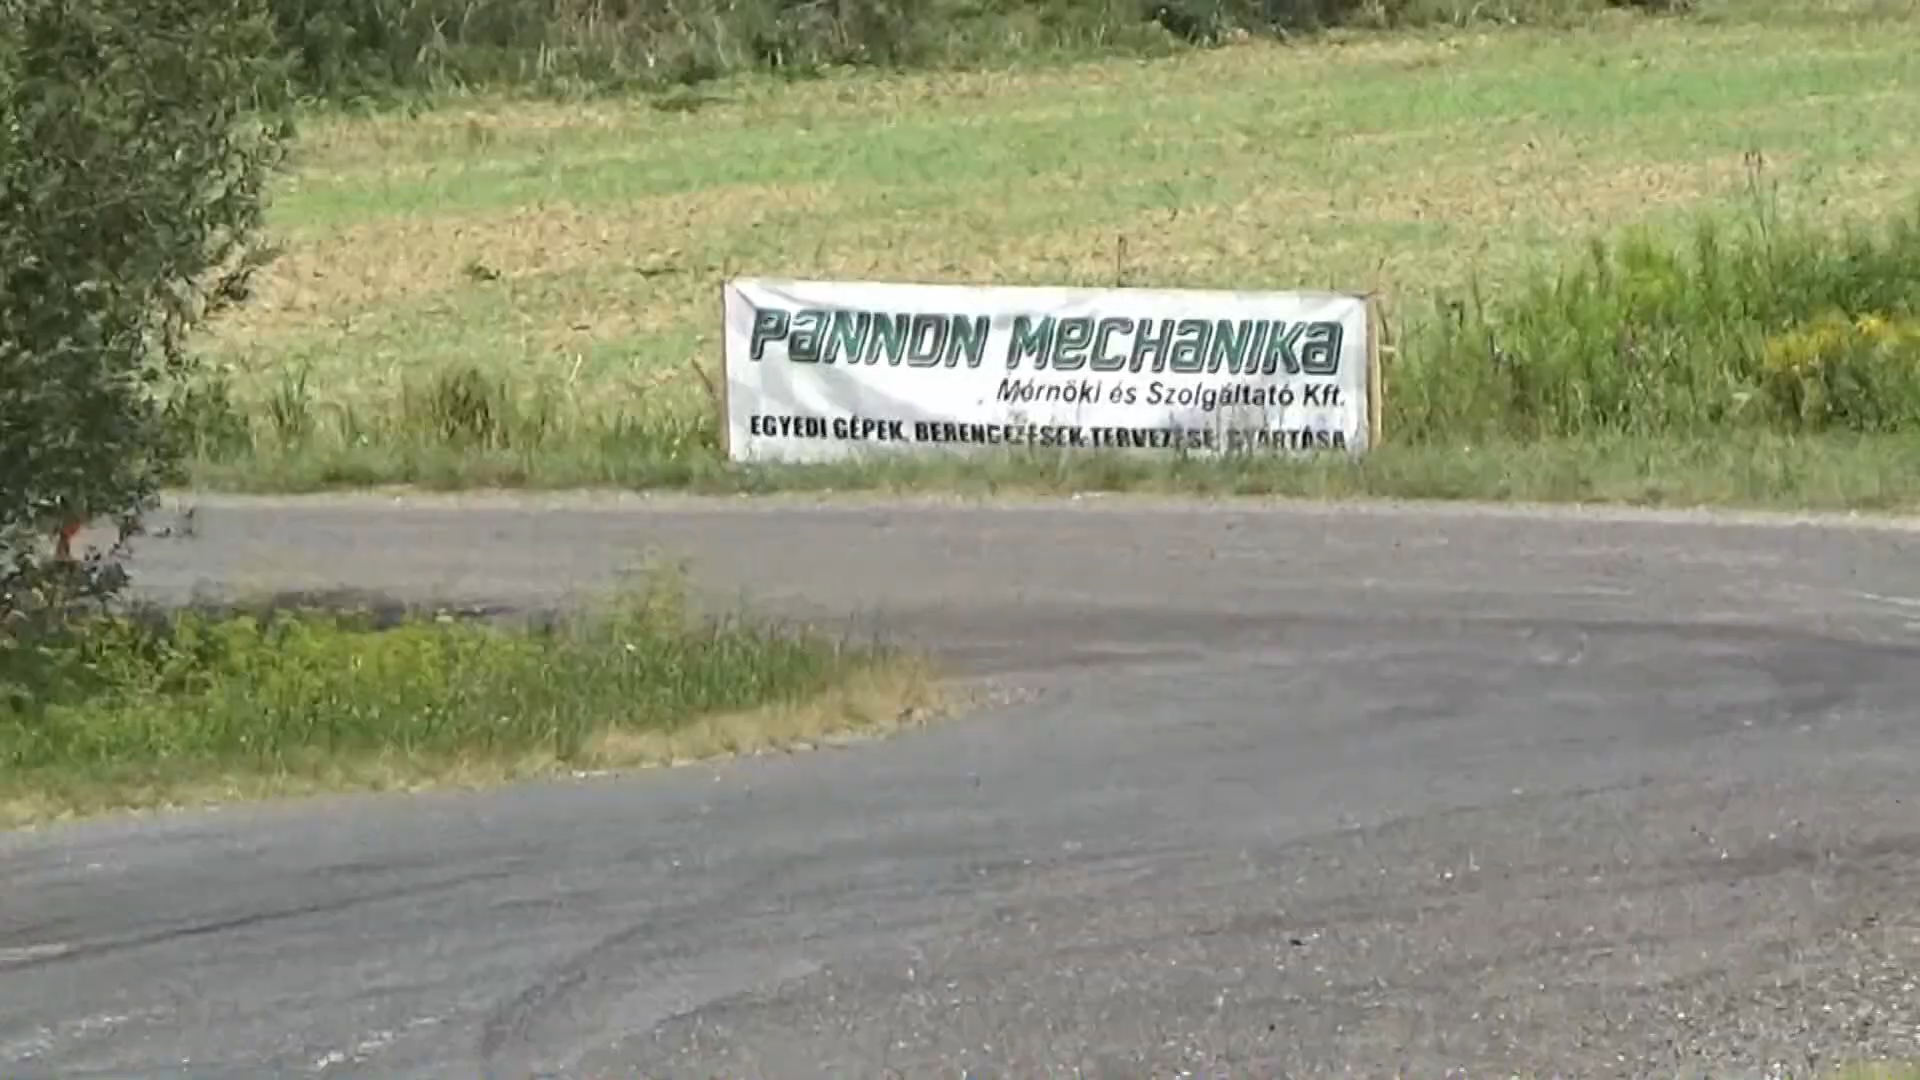 PANNON MECHANIKA
Mérnöki és Szolgáltató Kft.
EGYEDI GÉPEK, BERENDEZÉSEK TERVEZÉSE, GYÁRTÁSA